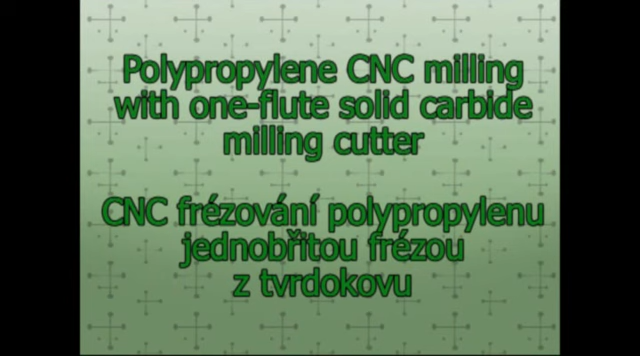 Polypropylene CNC milling
with one-flute solid carbide
milling cutter
CNC frézování polypropylenu
jednobřitou frézou
z tvrdokovu